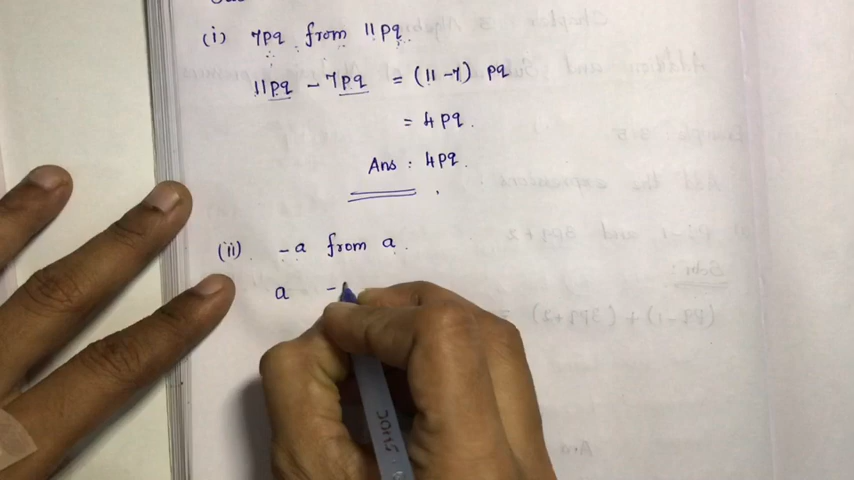 (i) 7pq from 11pq
11pq - 7pq = (11-7) pq
= 4pq.
Ans : 4pq.
(ii) -a from a.
a -